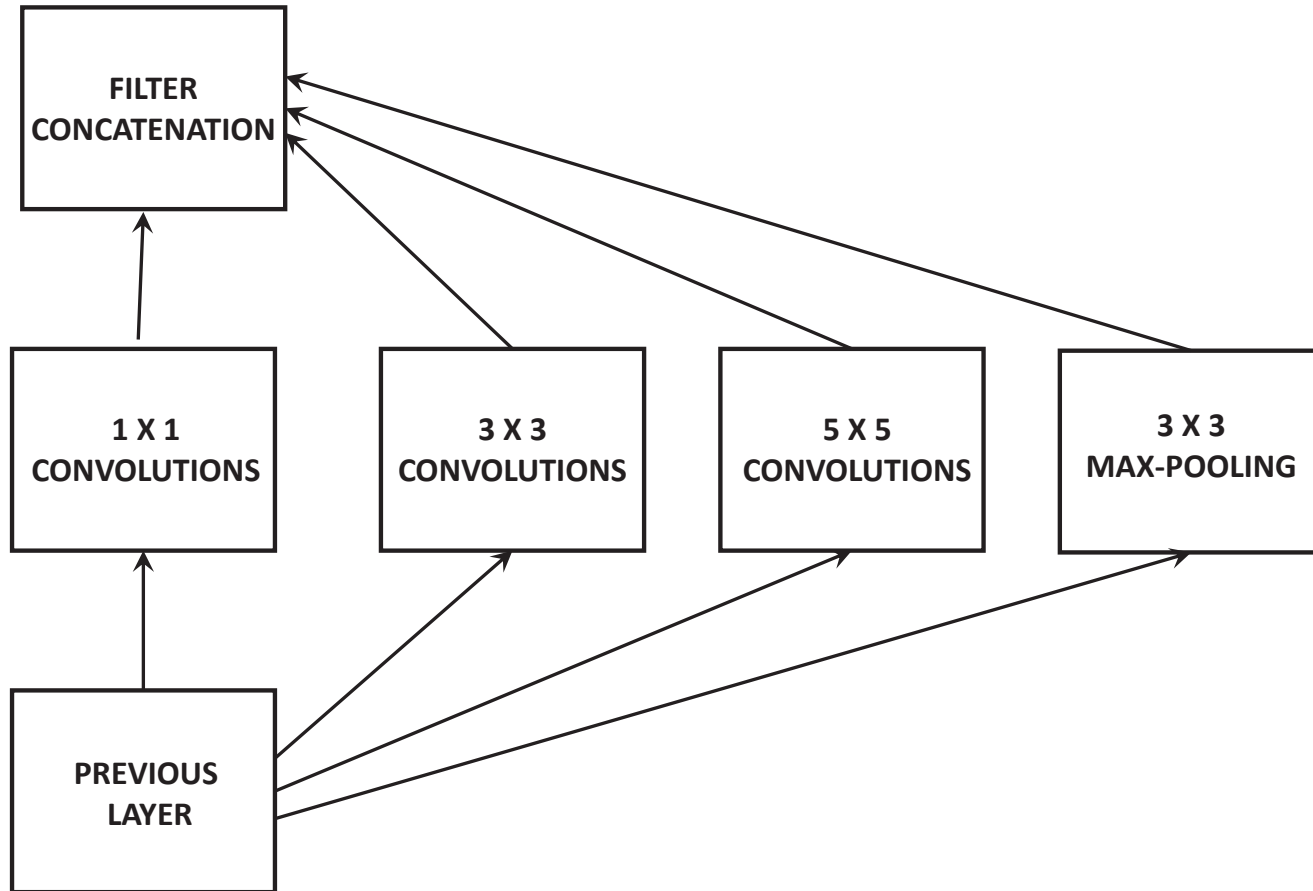 FILTER
CONCATENATION
1 X 1
CONVOLUTIONS
3 X 3
CONVOLUTIONS
5 X 5
CONVOLUTIONS
3 X 3
MAX-POOLING
PREVIOUS
LAYER